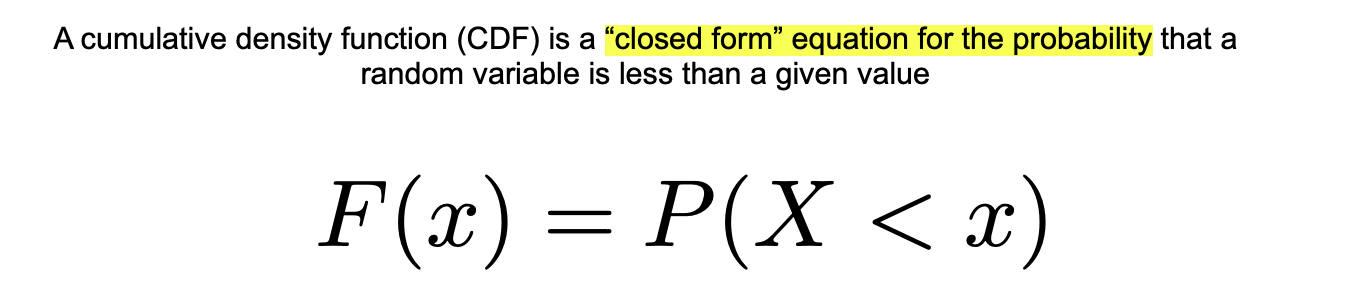 A cumulative density function (CDF) is a “closed form” equation for the probability that a
random variable is less than a given value
F(x) = P(X < x)